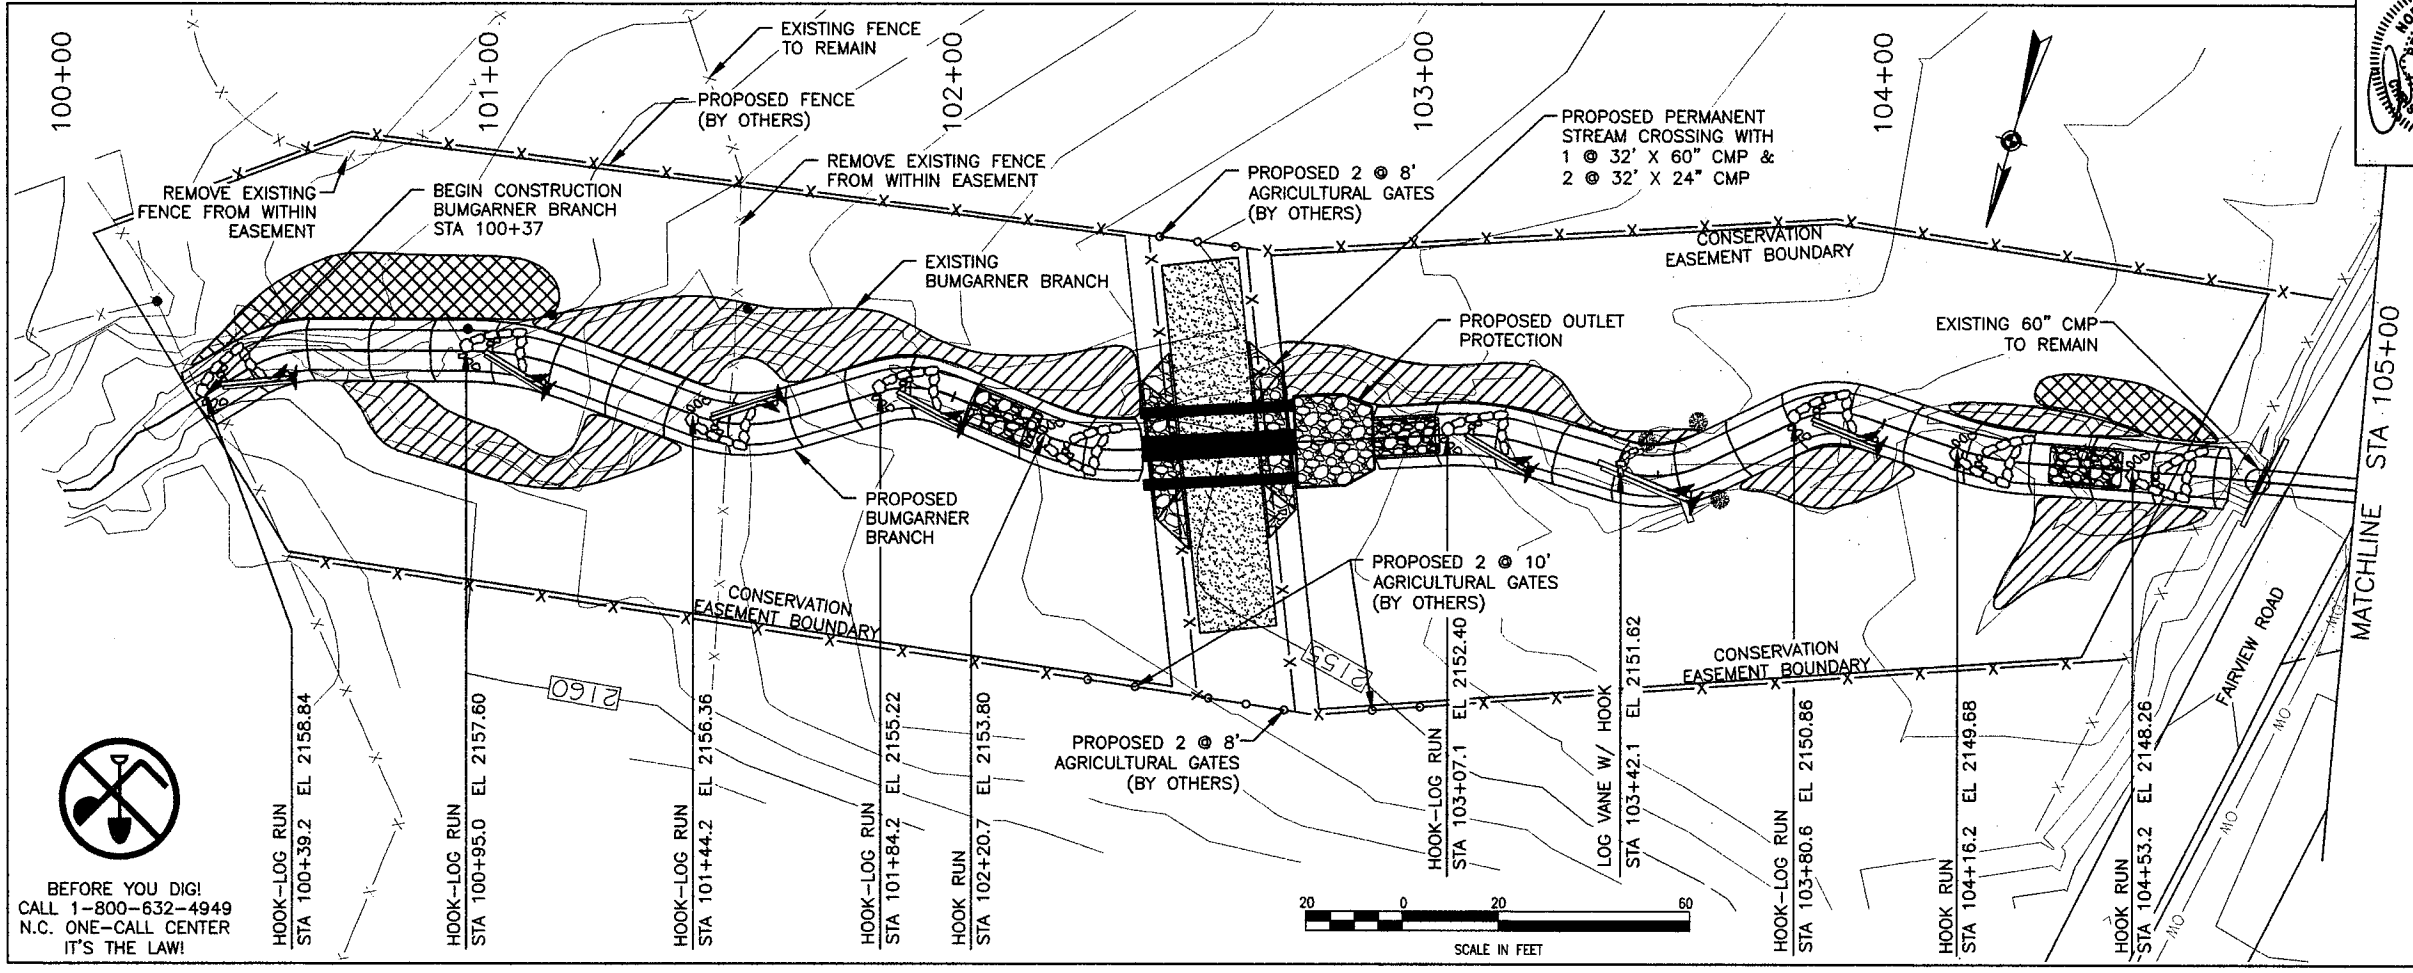 100+00
101+00
102+00
103+00
104+00
EXISTING FENCE
TO REMAIN
PROPOSED FENCE
(BY OTHERS)
REMOVE EXISTING FENCE
FROM WITHIN EASEMENT
REMOVE EXISTING
FENCE FROM WITHIN
EASEMENT
BEGIN CONSTRUCTION
BUMGARNER BRANCH
STA 100+37
EXISTING
BUMGARNER BRANCH
PROPOSED 2 @ 8'
AGRICULTURAL GATES
(BY OTHERS)
PROPOSED PERMANENT
STREAM CROSSING WITH
1 @ 32' X 60" CMP &
2 @ 32' X 24" CMP
CONSERVATION
EASEMENT BOUNDARY
PROPOSED OUTLET
PROTECTION
EXISTING 60" CMP
TO REMAIN
MATCHLINE STA 105+00
PROPOSED
BUMGARNER
BRANCH
PROPOSED 2 @ 10'
AGRICULTURAL GATES
(BY OTHERS)
CONSERVATION
EASEMENT BOUNDARY
CONSERVATION
EASEMENT BOUNDARY
FAIRVIEW ROAD
2160
2155
PROPOSED 2 @ 8'
AGRICULTURAL GATES
(BY OTHERS)
HOOK-LOG RUN
STA 100+39.2 EL 2158.84
HOOK-LOG RUN
STA 100+95.0 EL 2157.60
HOOK-LOG RUN
STA 101+44.2 EL 2156.36
HOOK-LOG RUN
STA 101+84.2 EL 2155.22
HOOK RUN
STA 102+20.7 EL 2153.80
HOOK-LOG RUN
STA 103+07.1 EL 2152.40
LOG VANE W/ HOOK
STA 103+42.1 EL 2151.62
HOOK-LOG RUN
STA 103+80.6 EL 2150.86
HOOK RUN
STA 104+16.2 EL 2149.68
HOOK RUN
STA 104+53.2 EL 2148.26
OW
OW
OW
OW
OW
BEFORE YOU DIG!
CALL 1-800-632-4949
N.C. ONE-CALL CENTER
IT'S THE LAW!
20 0 20 60
SCALE IN FEET